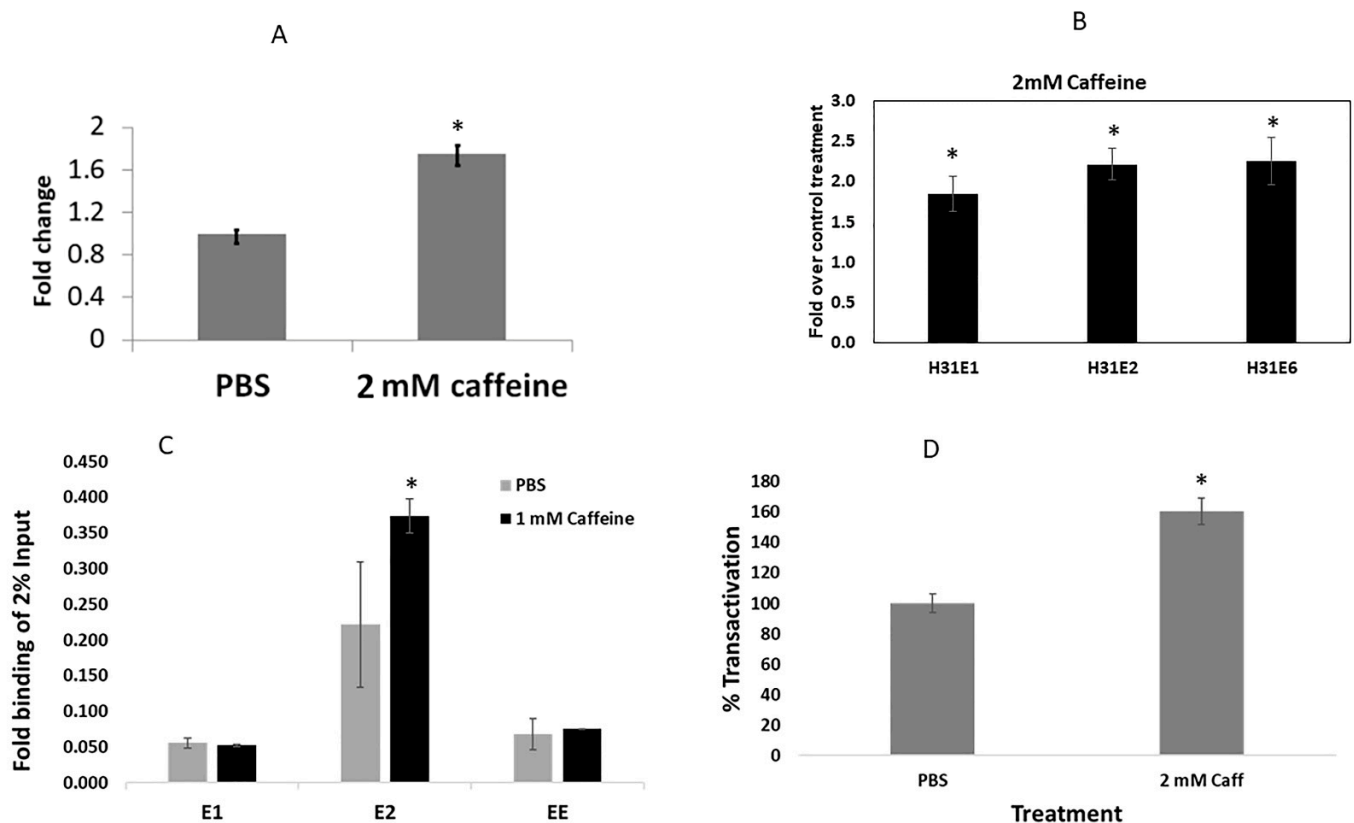 A
Fold change
2
1.6
1.2
0.8
0.4
0
*
PBS
2 mM caffeine
B
2mM Caffeine
Fold over control treatment
3.0
2.5
2.0
1.5
1.0
0.5
0.0
*
*
*
H31E1
H31E2
H31E6
C
Fold binding of 2% Input
0.450
0.400
0.350
0.300
0.250
0.200
0.150
0.100
0.050
0.000
*
PBS
1 mM Caffeine
E1
E2
EE
D
% Transactivation
180
160
140
120
100
80
60
40
20
0
*
PBS
2 mM Caff
Treatment